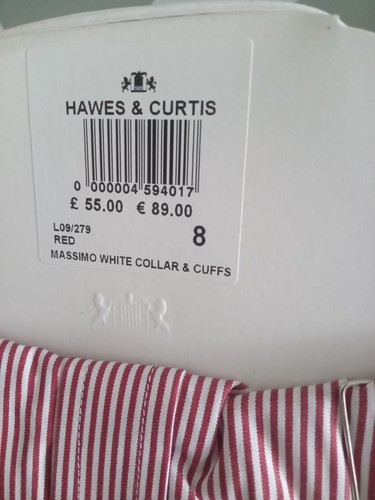 HAWES & CURTIS
0 000004 594017
£ 55.00 € 89.00
L09/279
RED
8
MASSIMO WHITE COLLAR & CUFFS